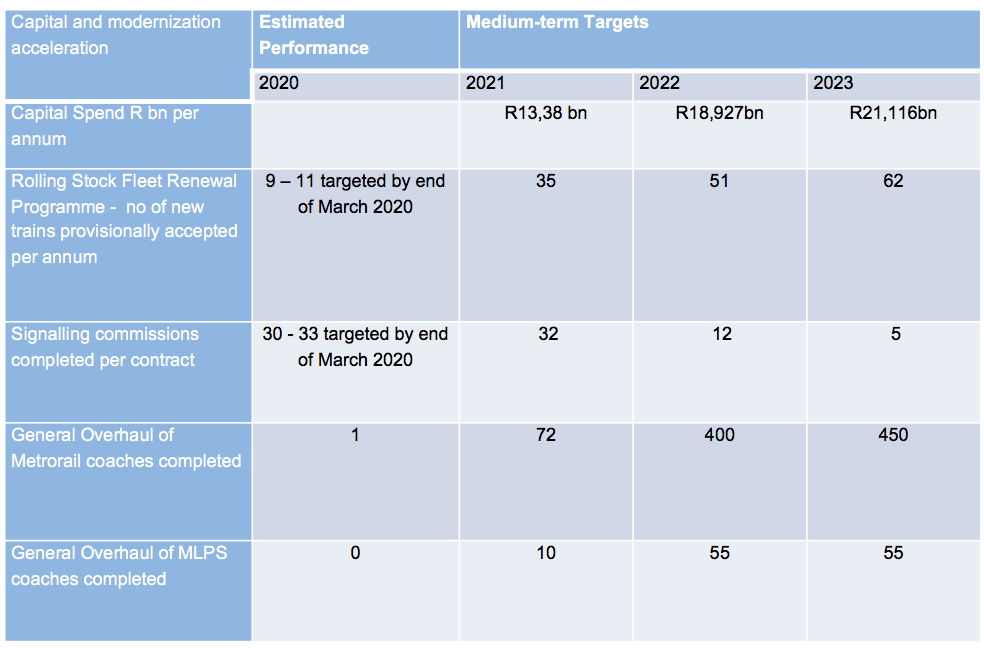 Capital and modernization
acceleration
Estimated
Performance
Medium-term Targets
2020
2021
2022
2023
Capital Spend R bn per
annum
R13,38 bn
R18,927bn
R21,116bn
Rolling Stock Fleet Renewal
Programme -  no of new
trains provisionally accepted
per annum
9 – 11 targeted by end
of March 2020
35
51
62
Signalling commissions
completed per contract
30 - 33 targeted by end
of March 2020
32
12
5
General Overhaul of
Metrorail coaches completed
1
72
400
450
General Overhaul of MLPS
coaches completed
0
10
55
55